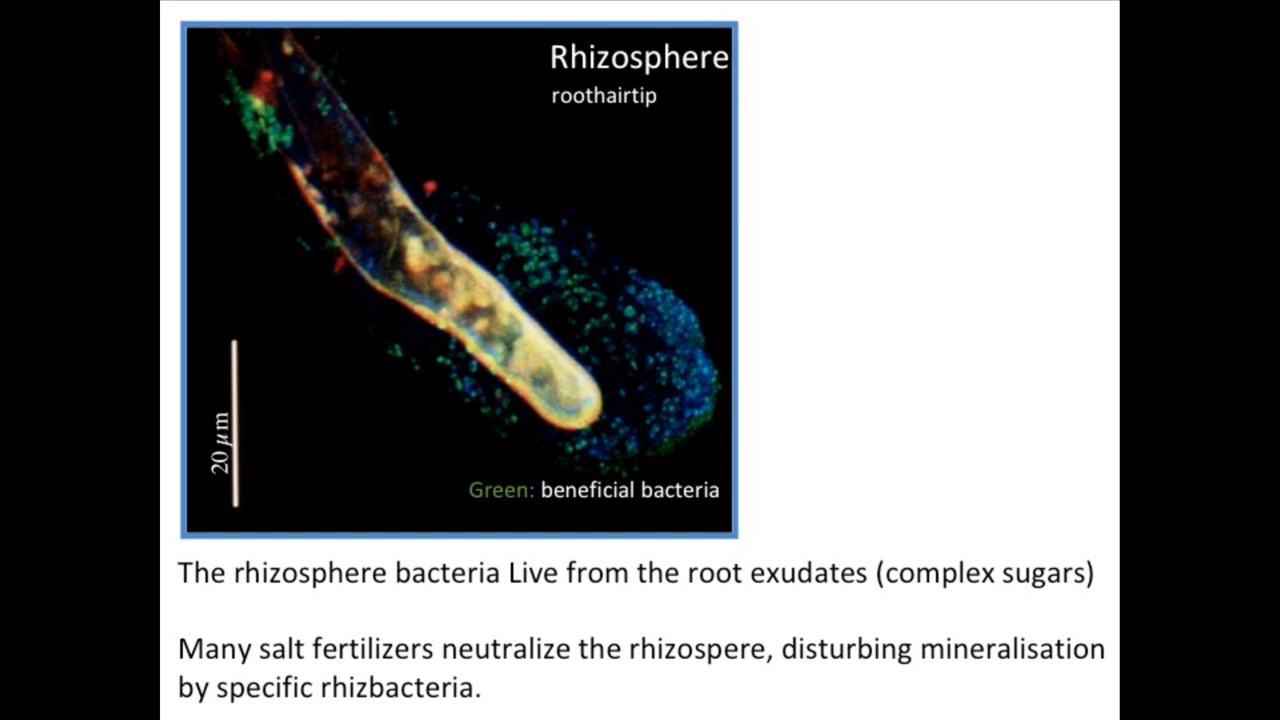 Rhizosphere
roothairtip
20 μm
Green: beneficial bacteria
The rhizosphere bacteria Live from the root exudates (complex sugars)
Many salt fertilizers neutralize the rhizospere, disturbing mineralisation
by specific rhizbacteria.